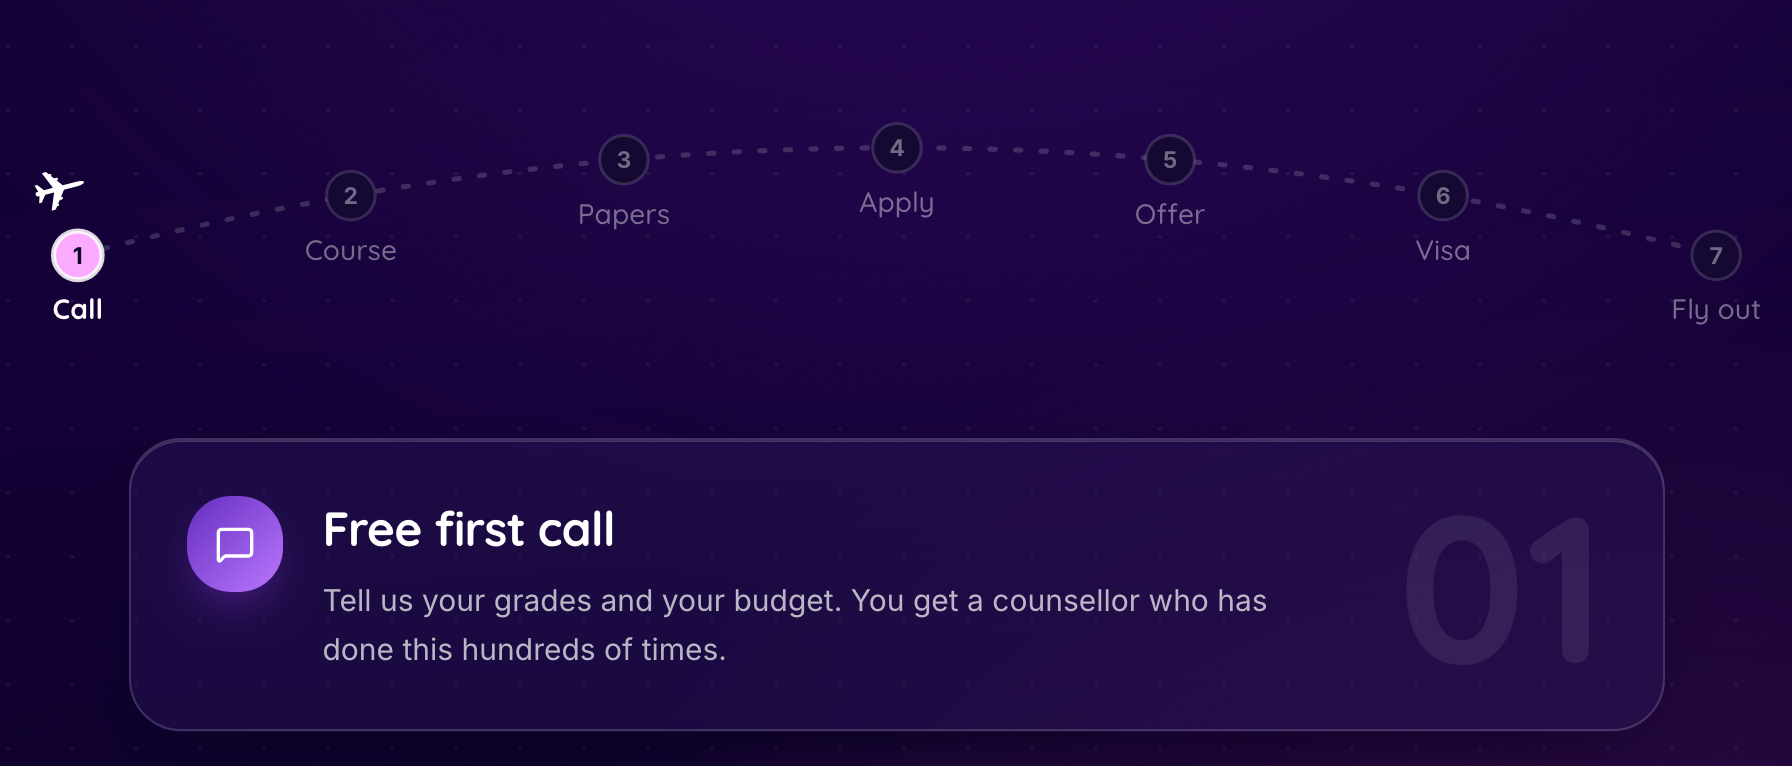 1
Call
2
Course
3
Papers
4
Apply
5
Offer
6
Visa
7
Fly out
Free first call
Tell us your grades and your budget. You get a counsellor who has
done this hundreds of times.
01